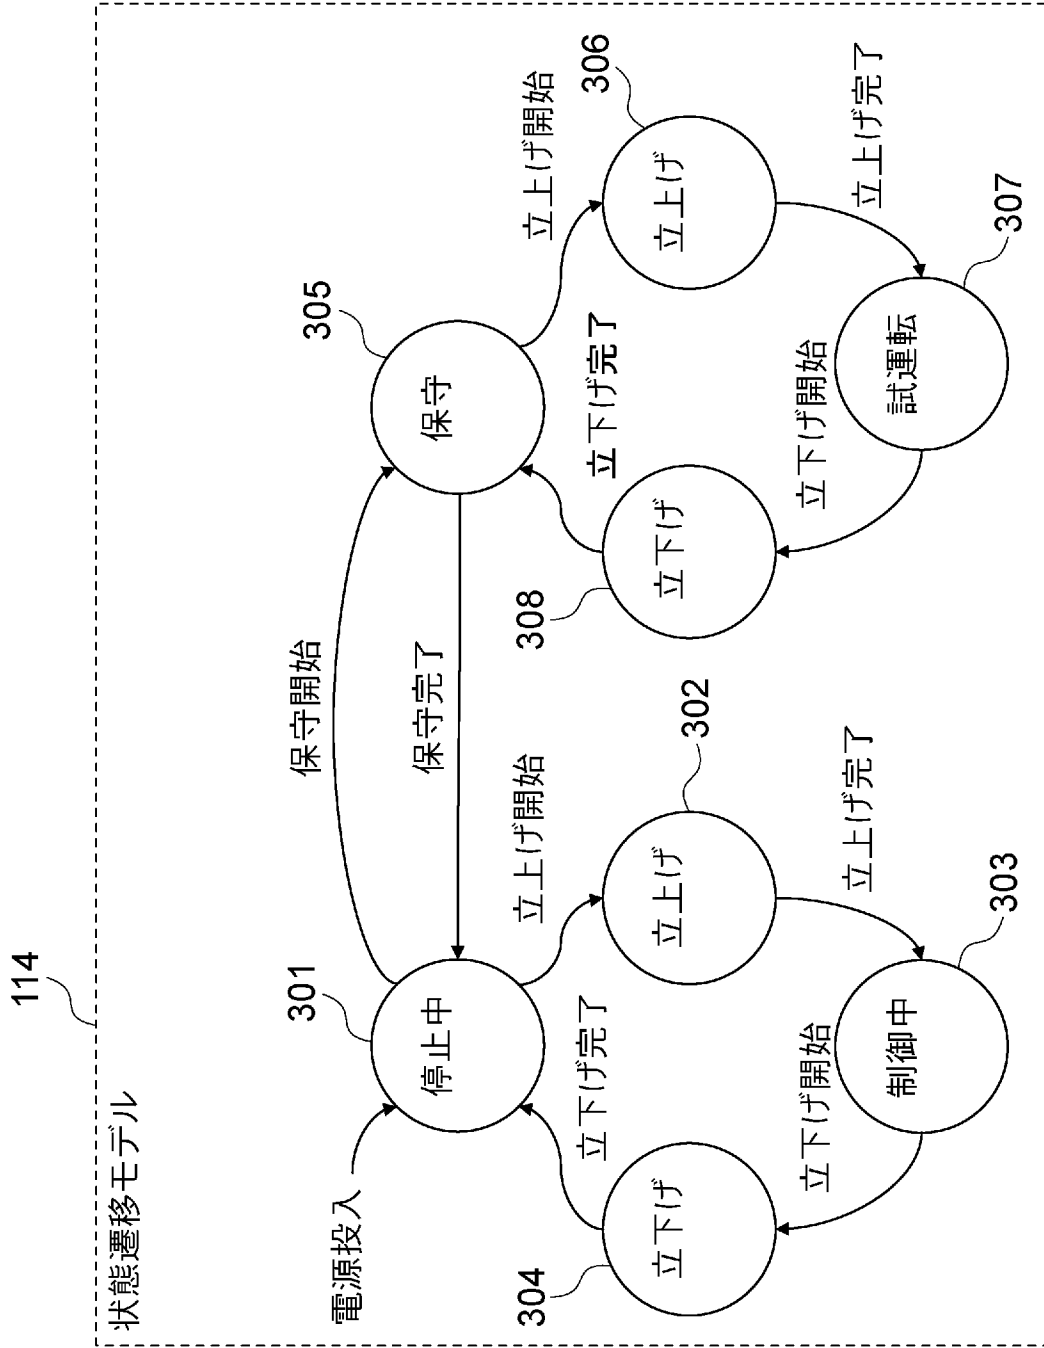 114
状態遷移モデル
電源投入
301
停止中
保守開始
保守完了
305
保守
立上げ開始
302
立上げ
立上げ完了
303
制御中
立下げ開始
304
立下げ
立下げ完了
立上げ開始
306
立上げ
立上げ完了
307
試運転
立下げ開始
308
立下げ
立下げ完了